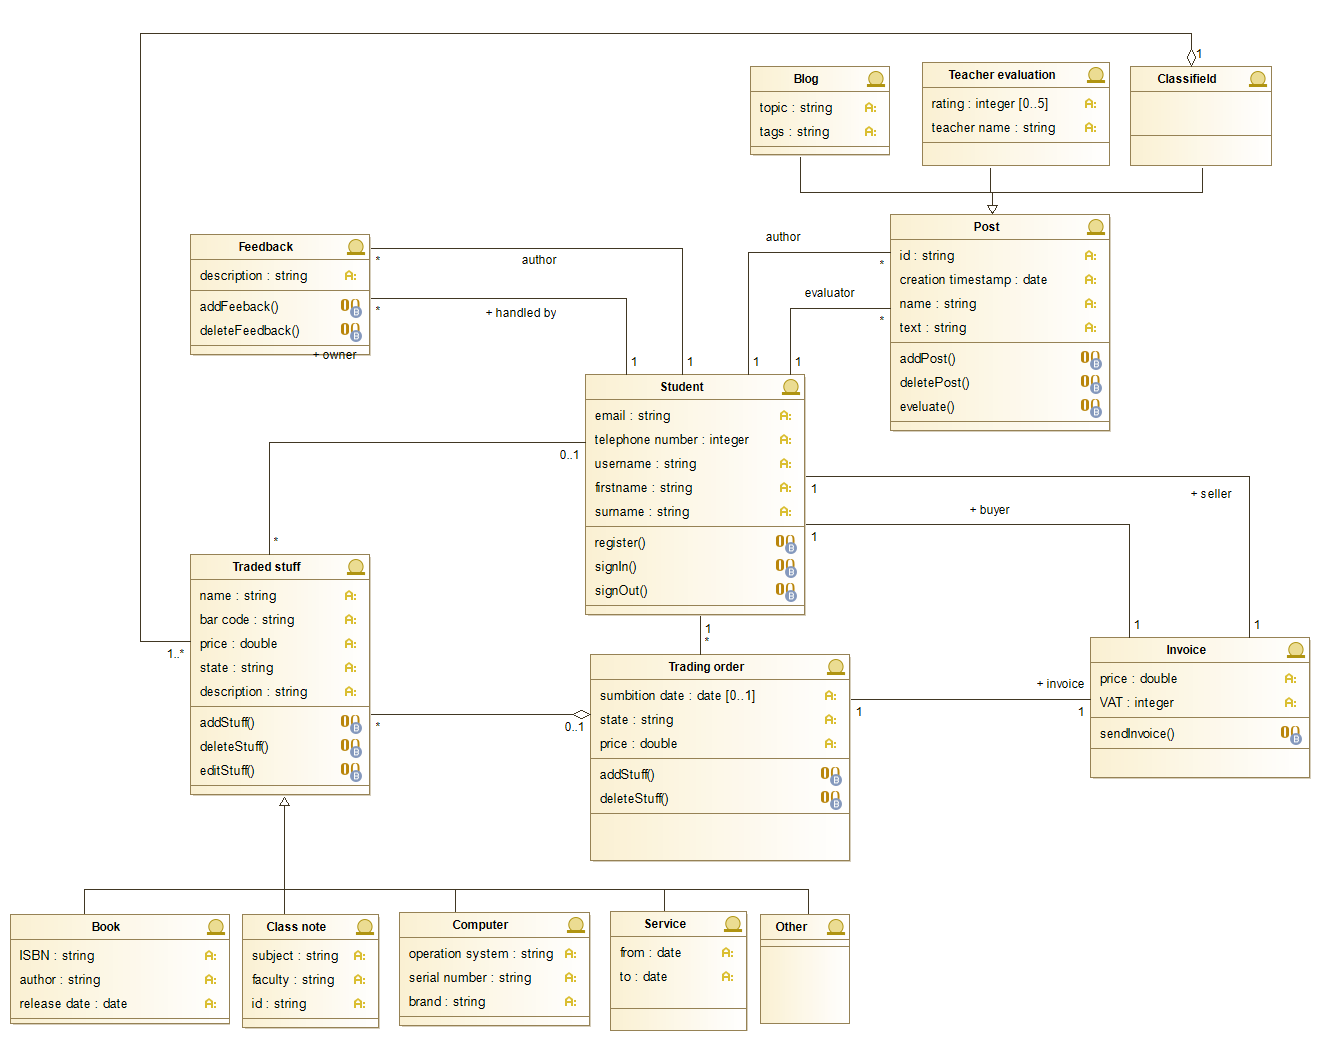 1
Blog
topic : string
tags : string
Teacher evaluation
rating : integer [0..5]
teacher name : string
Classifield
Feedback
description : string
addFeeback()
deleteFeedback()
+ owner
*
author
*
+ handled by
1
1
author
*
evaluator
*
1
1
Post
id : string
creation timestamp : date
name : string
text : string
addPost()
deletePost()
eveluate()
Student
email : string
telephone number : integer
username : string
firstname : string
surname : string
register()
signIn()
signOut()
0..1
*
1
+ seller
+ buyer
1
1
1
Traded stuff
name : string
bar code : string
price : double
state : string
description : string
addStuff()
deleteStuff()
editStuff()
1..*
*
0..1
1
*
Trading order
sumbition date : date [0..1]
state : string
price : double
addStuff()
deleteStuff()
+ invoice
1
1
Invoice
price : double
VAT : integer
sendInvoice()
Book
ISBN : string
author : string
release date : date
Class note
subject : string
faculty : string
id : string
Computer
operation system : string
serial number : string
brand : string
Service
from : date
to : date
Other